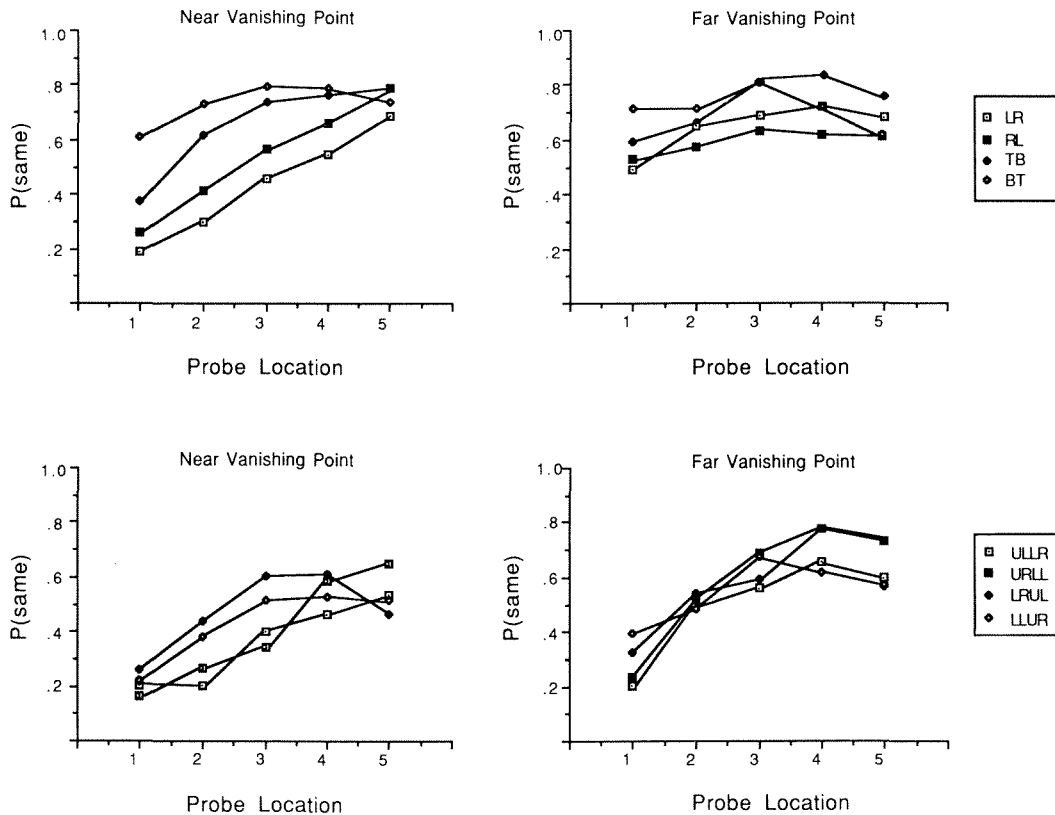 Near Vanishing Point
1.0
.8
.6
.4
.2
P(same)
1 2 3 4 5
Probe Location
Far Vanishing Point
1.0
.8
.6
.4
.2
P(same)
1 2 3 4 5
Probe Location
LR
RL
TB
BT
Near Vanishing Point
1.0
.8
.6
.4
.2
P(same)
1 2 3 4 5
Probe Location
Far Vanishing Point
1.0
.8
.6
.4
.2
P(same)
1 2 3 4 5
Probe Location
ULLR
URLL
LRUL
LLUR